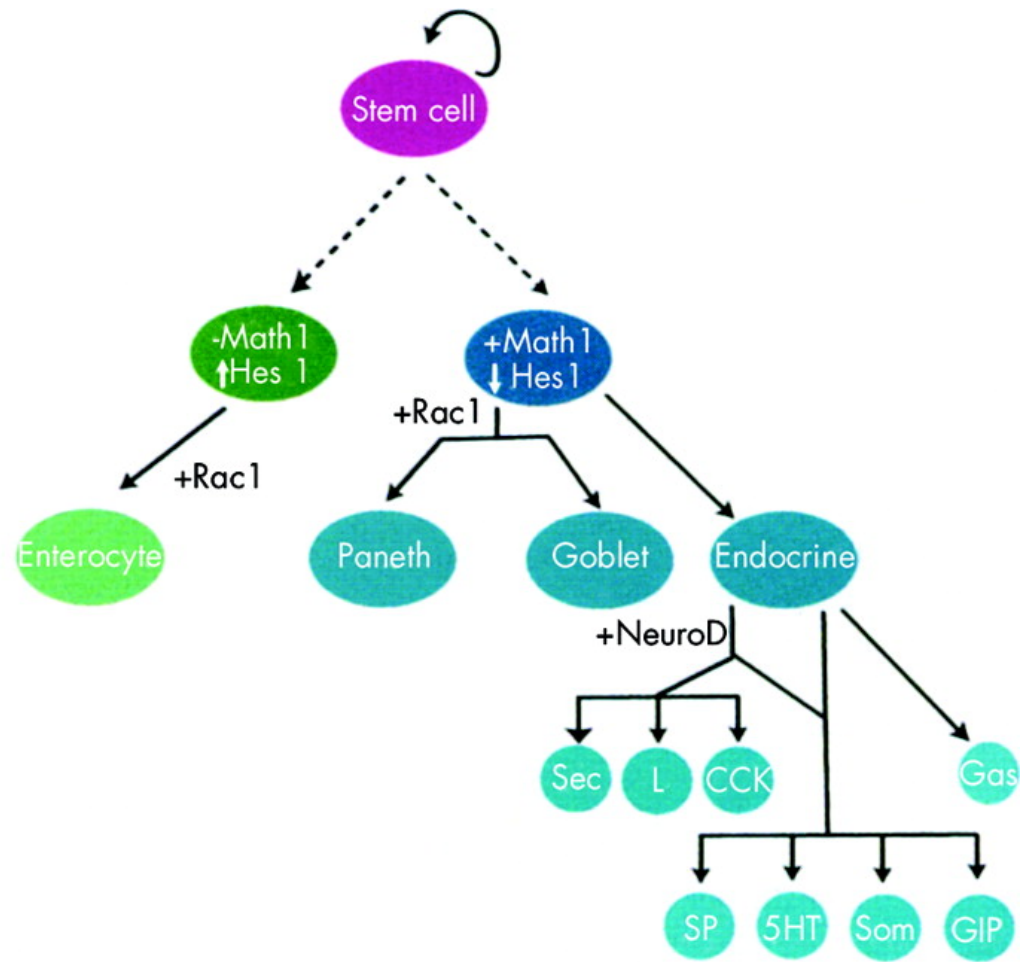 Stem cell
-Math1
↑Hes 1
+Math1
↓ Hes1
+Rac1
+Rac1
Enterocyte
Paneth
Goblet
Endocrine
+NeuroD
Sec
L
CCK
Gas
SP
5HT
Som
GIP